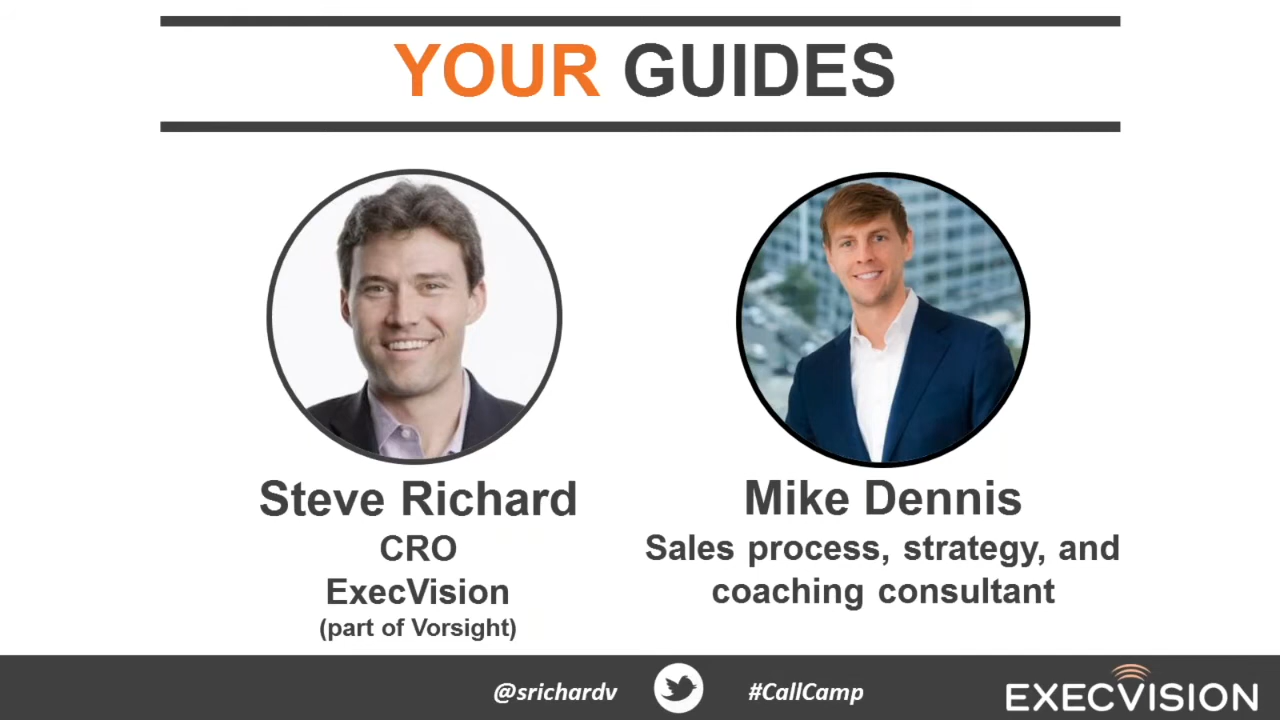 YOUR GUIDES
Steve Richard
CRO
ExecVision
(part of Vorsight)
Mike Dennis
Sales process, strategy, and
coaching consultant
@srichardv
#CallCamp
EXECVISION